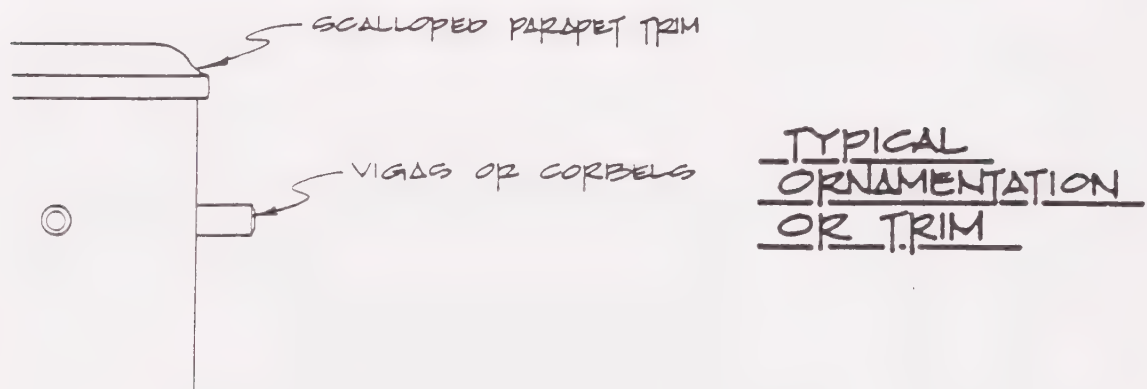 SCALLOPED PARAPET TRIM
VIGAS OR CORBELS
TYPICAL
ORNAMENTATION
OR TRIM